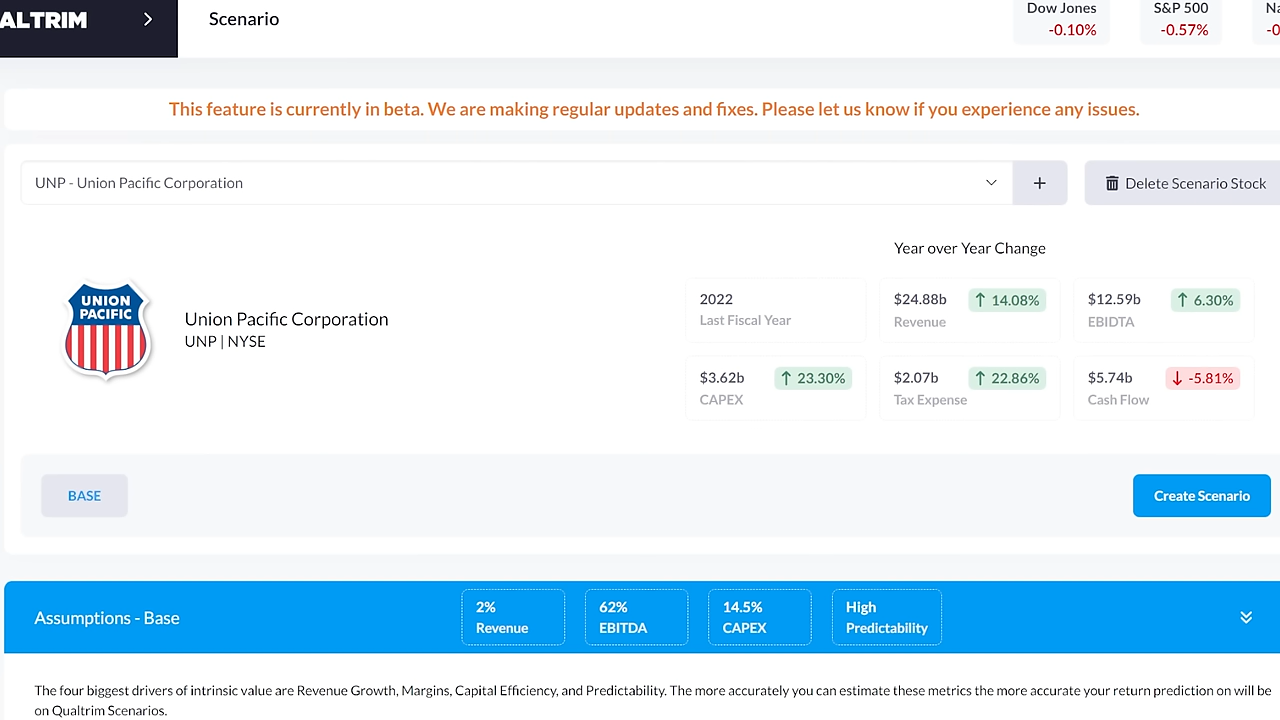 ALTRIM
Scenario
Dow Jones
-0.10%
S&P 500
-0.57%
This feature is currently in beta. We are making regular updates and fixes. Please let us know if you experience any issues.
UNP - Union Pacific Corporation
+
Delete Scenario Stock
Year over Year Change
UNION
PACIFIC
Union Pacific Corporation
UNP | NYSE
2022
Last Fiscal Year
$24.88b ↑ 14.08%
Revenue
$12.59b ↑ 6.30%
EBIDTA
$3.62b ↑ 23.30%
CAPEX
$2.07b ↑ 22.86%
Tax Expense
$5.74b ↓ -5.81%
Cash Flow
BASE
Create Scenario
Assumptions - Base
2%
Revenue
62%
EBITDA
14.5%
CAPEX
High
Predictability
The four biggest drivers of intrinsic value are Revenue Growth, Margins, Capital Efficiency, and Predictability. The more accurately you can estimate these metrics the more accurate your return prediction on will be
on Qualtrim Scenarios.